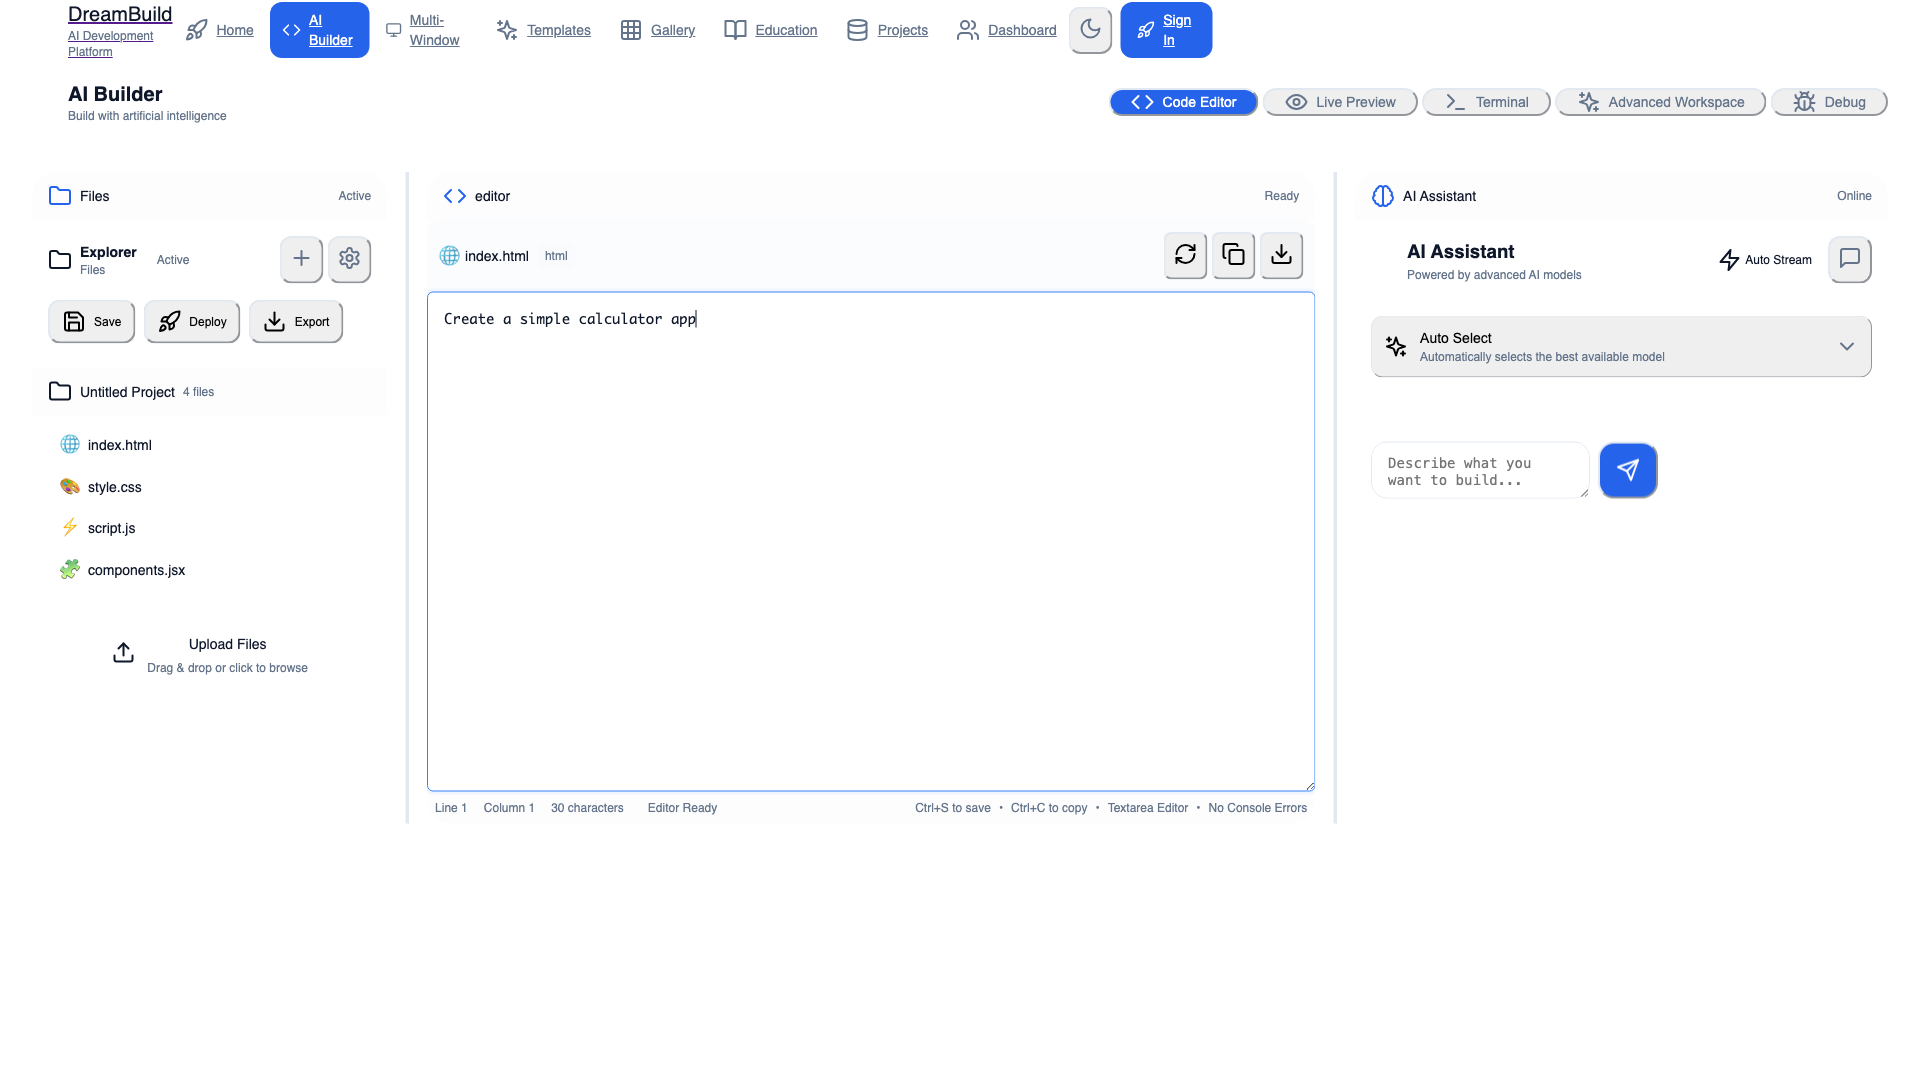 DreamBuild
AI Development
Platform
Home
AI
Builder
Multi-
Window
Templates
Gallery
Education
Projects
Dashboard
Sign
In
AI Builder
Build with artificial intelligence
Code Editor
Live Preview
Terminal
Advanced Workspace
Debug
Files
Active
Explorer
Files
Active
Save
Deploy
Export
Untitled Project 4 files
index.html
style.css
script.js
components.jsx
Upload Files
Drag & drop or click to browse
editor
Ready
index.html html
Create a simple calculator app
Line 1 Column 1 30 characters Editor Ready
Ctrl+S to save • Ctrl+C to copy • Textarea Editor • No Console Errors
AI Assistant
Online
AI Assistant
Powered by advanced AI models
Auto Stream
Auto Select
Automatically selects the best available model
Describe what you
want to build...